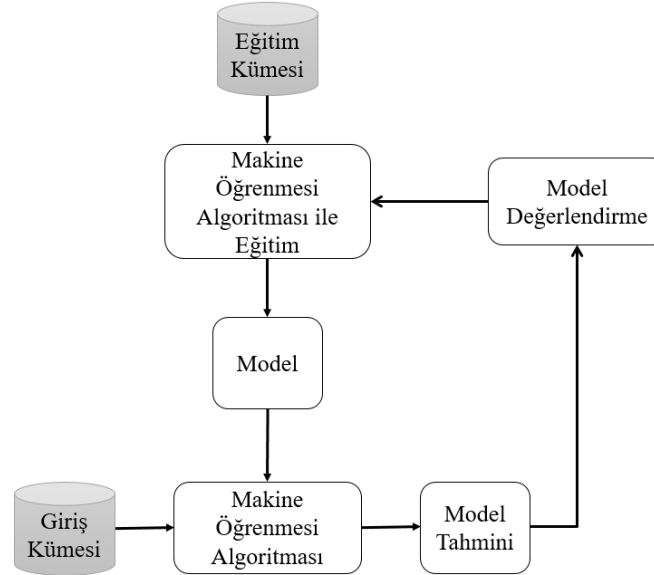 Eğitim
Kümesi
Makine
Öğrenmesi
Algoritması ile
Eğitim
Model
Değerlendirme
Model
Giriş
Kümesi
Makine
Öğrenmesi
Algoritması
Model
Tahmini